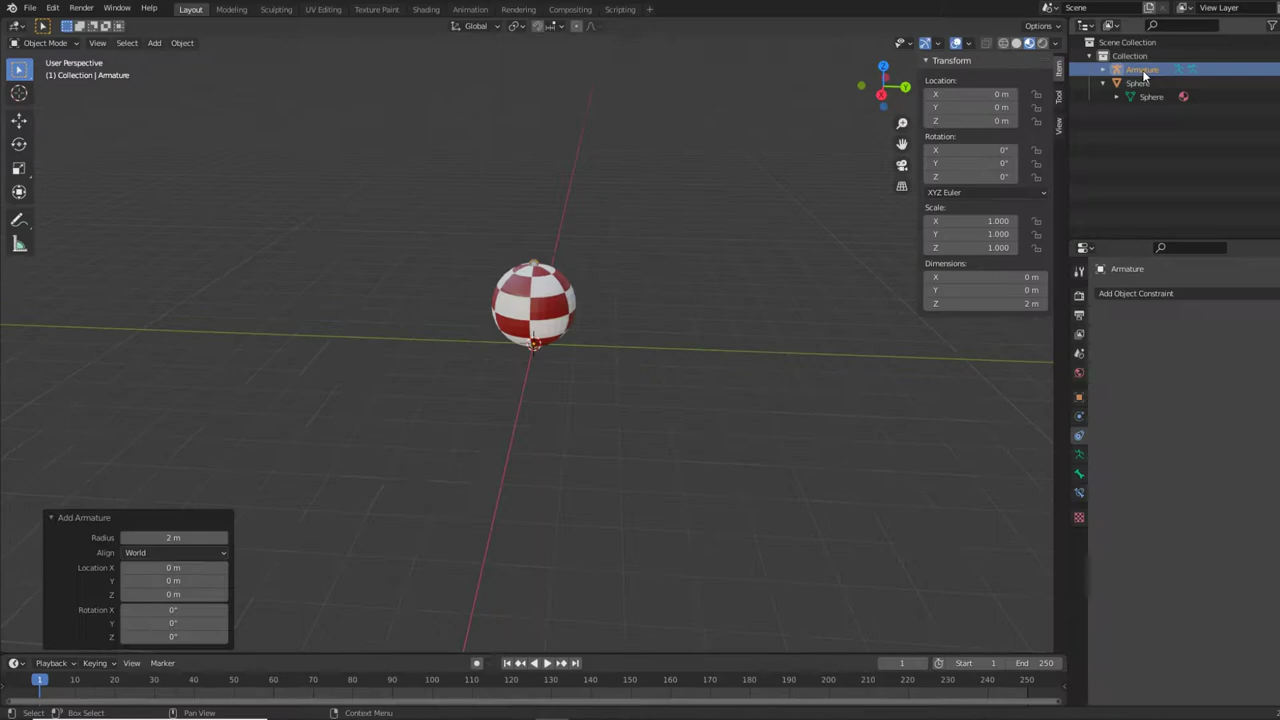 File Edit Render Window Help Layout Modeling Sculpting UV Editing Texture Paint Shading Animation Rendering Compositing Scripting + Scene View Layer
Global Options
Object Mode View Select Add Object
User Perspective
(1) Collection | Armature
Z
Y
X
Transform
Location:
X 0 m
Y 0 m
Z 0 m
Rotation:
X 0°
Y 0°
Z 0°
XYZ Euler
Scale:
X 1.000
Y 1.000
Z 1.000
Dimensions:
X 0 m
Y 0 m
Z 2 m
Item
Tool
View
Scene Collection
Collection
Armature
Sphere
Sphere
Armature
Add Object Constraint
Add Armature
Radius 2 m
Align World
Location X 0 m
Y 0 m
Z 0 m
Rotation X 0°
Y 0°
Z 0°
Playback Keying View Marker 1 Start 1 End 250
1 10 20 30 40 50 60 70 80 90 100 110 120 130 140 150 160 170 180 190 200 210 220 230 240 250
Select Box Select Pan View Context Menu